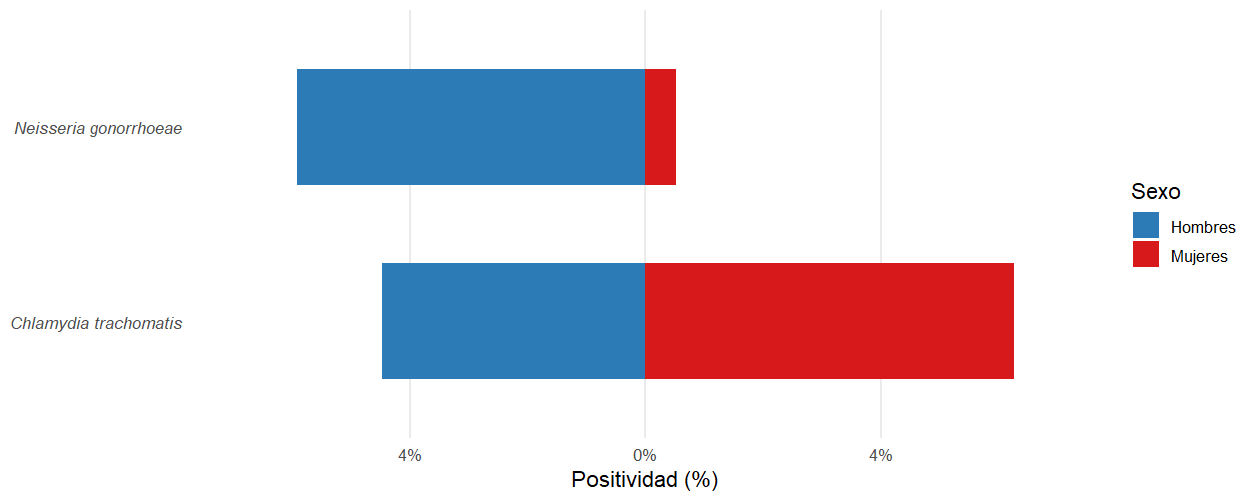 Neisseria gonorrhoeae
Chlamydia trachomatis
4%
0%
4%
Positividad (%)
Sexo
Hombres
Mujeres